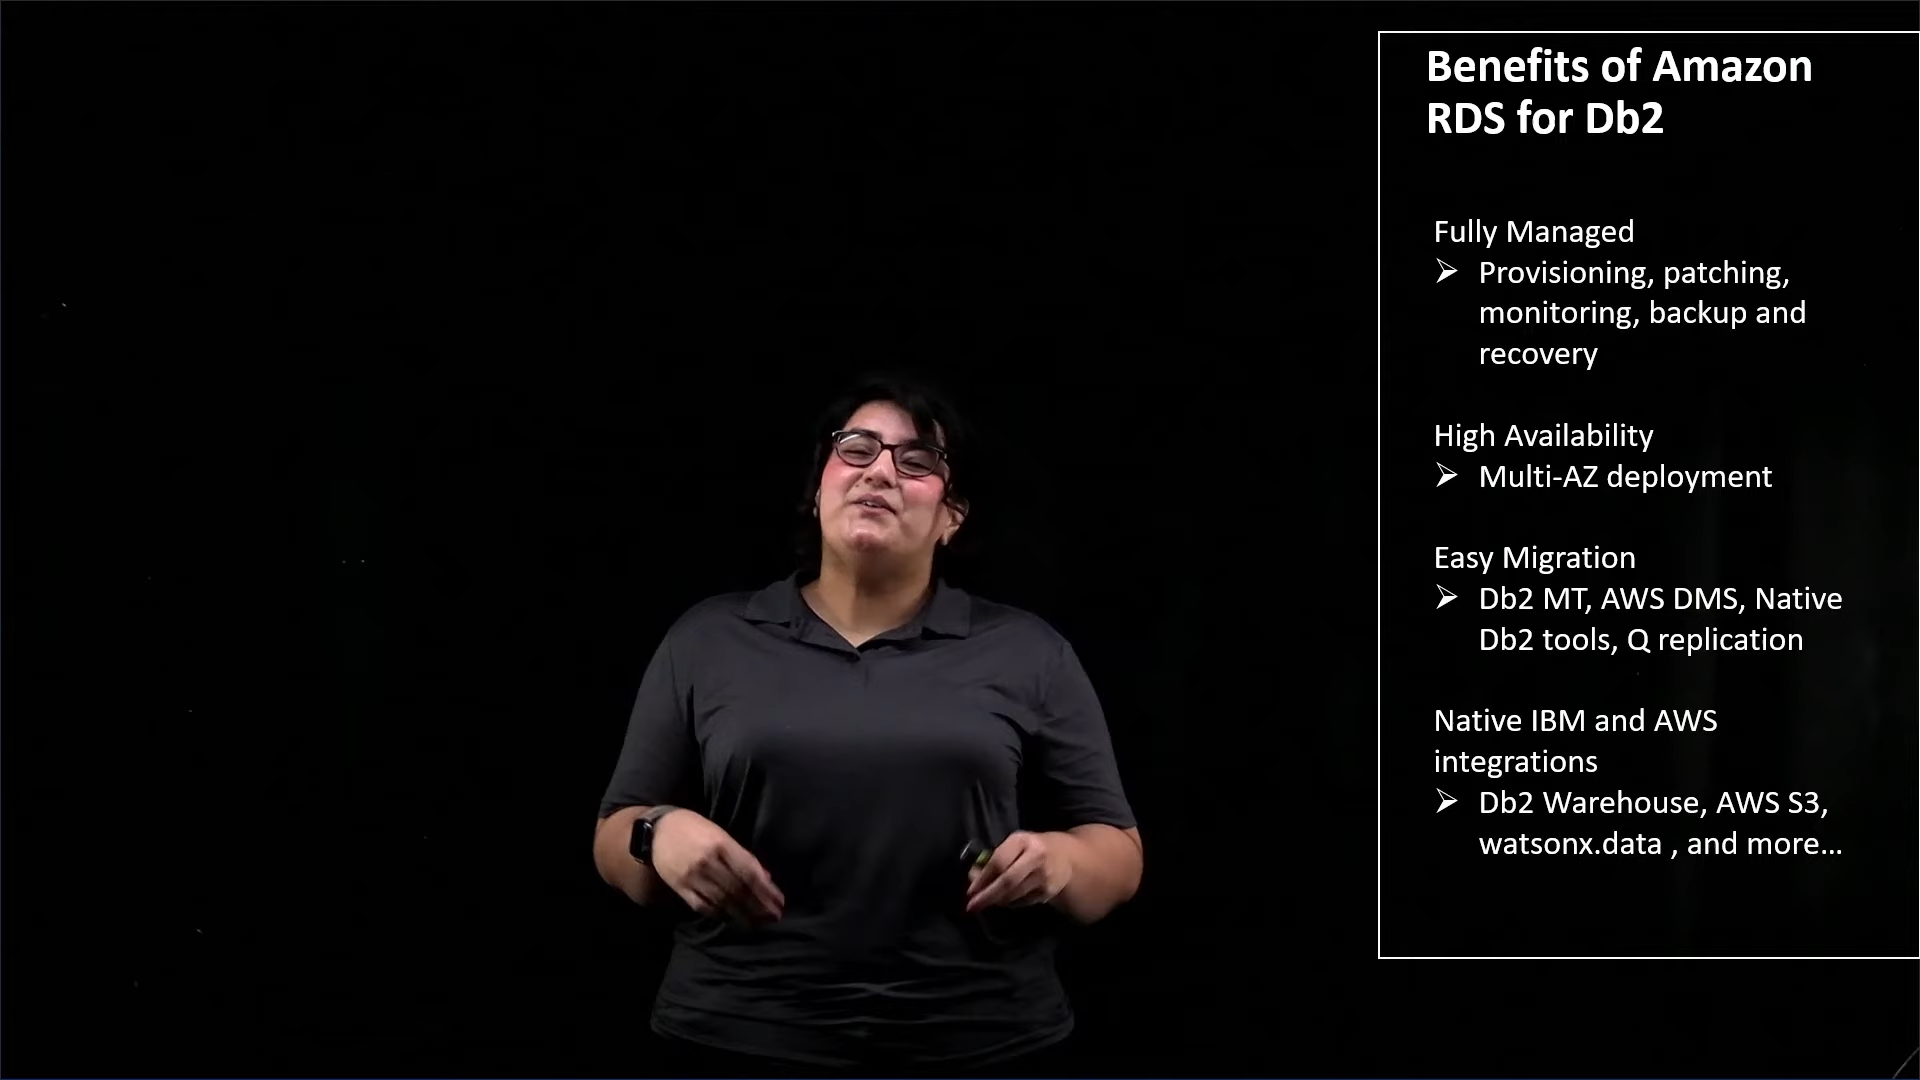 Benefits of Amazon
RDS for Db2
Fully Managed
➢ Provisioning, patching,
monitoring, backup and
recovery
High Availability
➢ Multi-AZ deployment
Easy Migration
➢ Db2 MT, AWS DMS, Native
Db2 tools, Q replication
Native IBM and AWS
integrations
➢ Db2 Warehouse, AWS S3,
watsonx.data , and more...